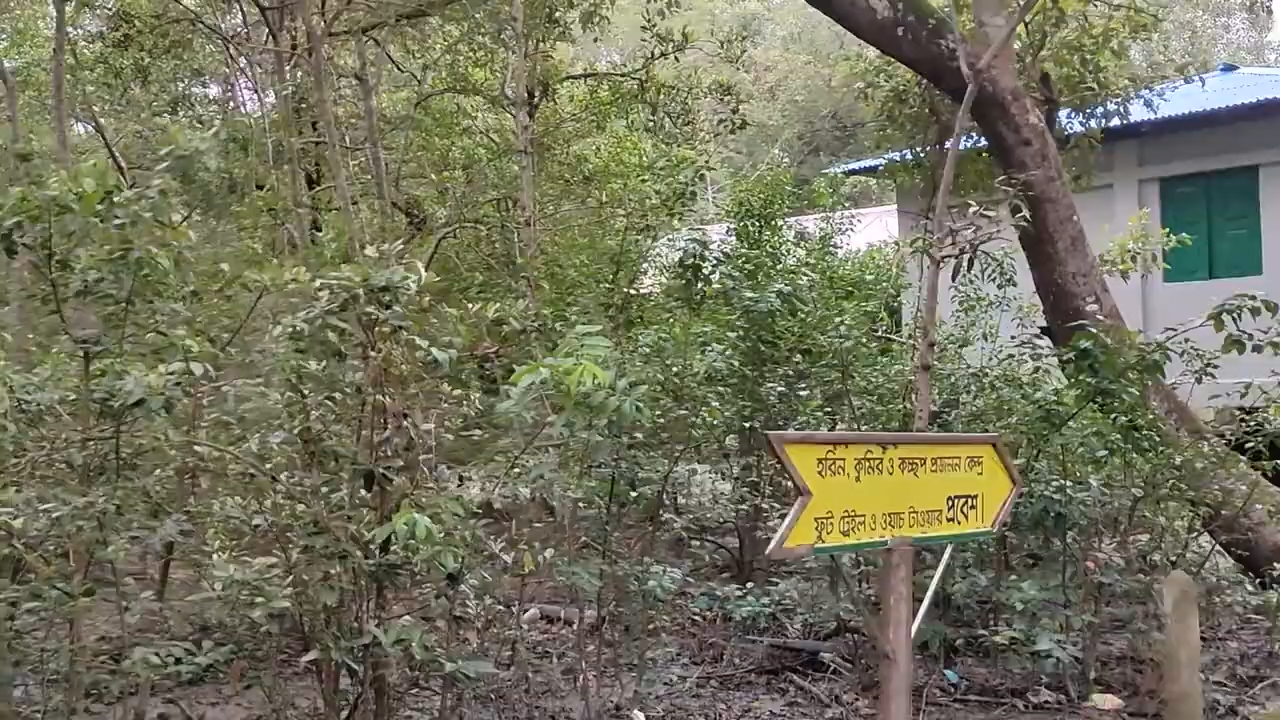 হরিন, কুমির ও কচ্ছপ প্রজনন কেন্দ্র
ফুট ট্রেইল ও ওয়াচ টাওয়ার প্রবেশ।